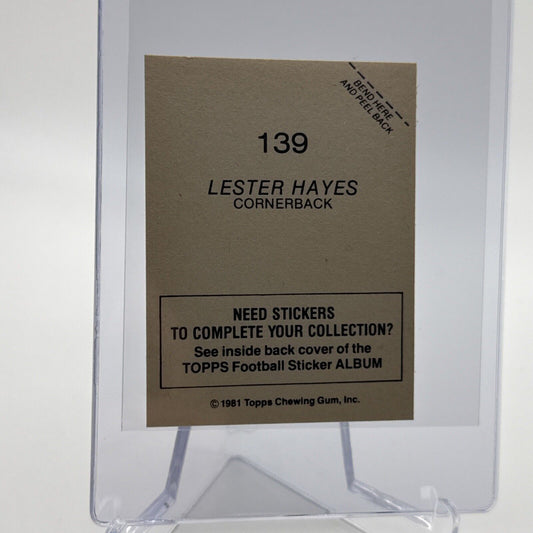 BEND HERE
AND PEEL BACK
139
LESTER HAYES
CORNERBACK
NEED STICKERS
TO COMPLETE YOUR COLLECTION?
See inside back cover of the
TOPPS Football Sticker ALBUM
© 1981 Topps Chewing Gum, Inc.